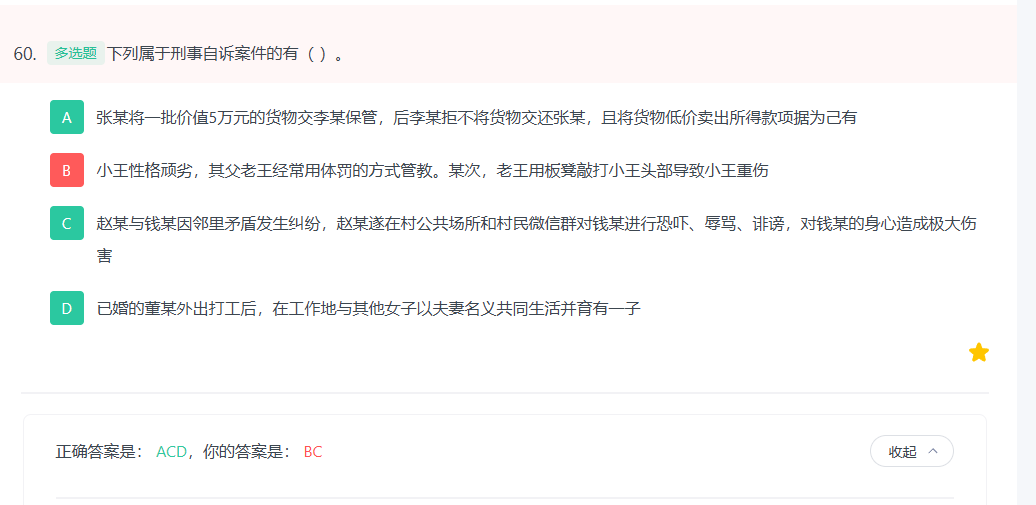 60. 多选题 下列属于刑事自诉案件的有（ ）。
A 张某将一批价值5万元的货物交李某保管，后李某拒不将货物交还张某，且将货物低价卖出所得款项据为己有
B 小王性格顽劣，其父老王经常用体罚的方式管教。某次，老王用板凳敲打小王头部导致小王重伤
C 赵某与钱某因邻里矛盾发生纠纷，赵某遂在村公共场所和村民微信群对钱某进行恐吓、辱骂、诽谤，对钱某的身心造成极大伤
害
D 已婚的董某外出打工后，在工作地与其他女子以夫妻名义共同生活并育有一子
正确答案是： ACD，你的答案是： BC
收起